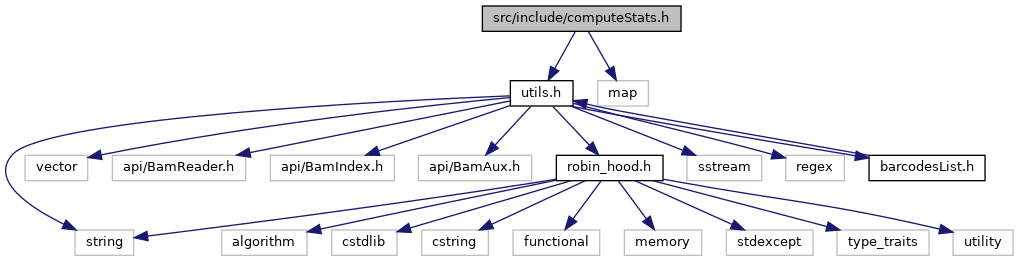 src/include/computeStats.h
utils.h
map
vector
api/BamReader.h
api/BamIndex.h
api/BamAux.h
robin_hood.h
sstream
regex
barcodesList.h
string
algorithm
cstdlib
cstring
functional
memory
stdexcept
type_traits
utility